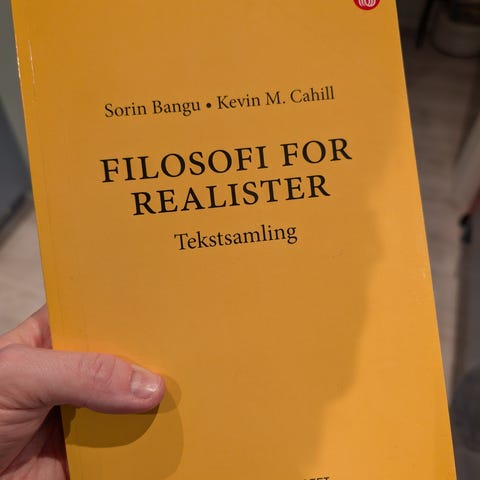 Sorin Bangu • Kevin M. Cahill
FILOSOFI FOR
REALISTER
Tekstsamling